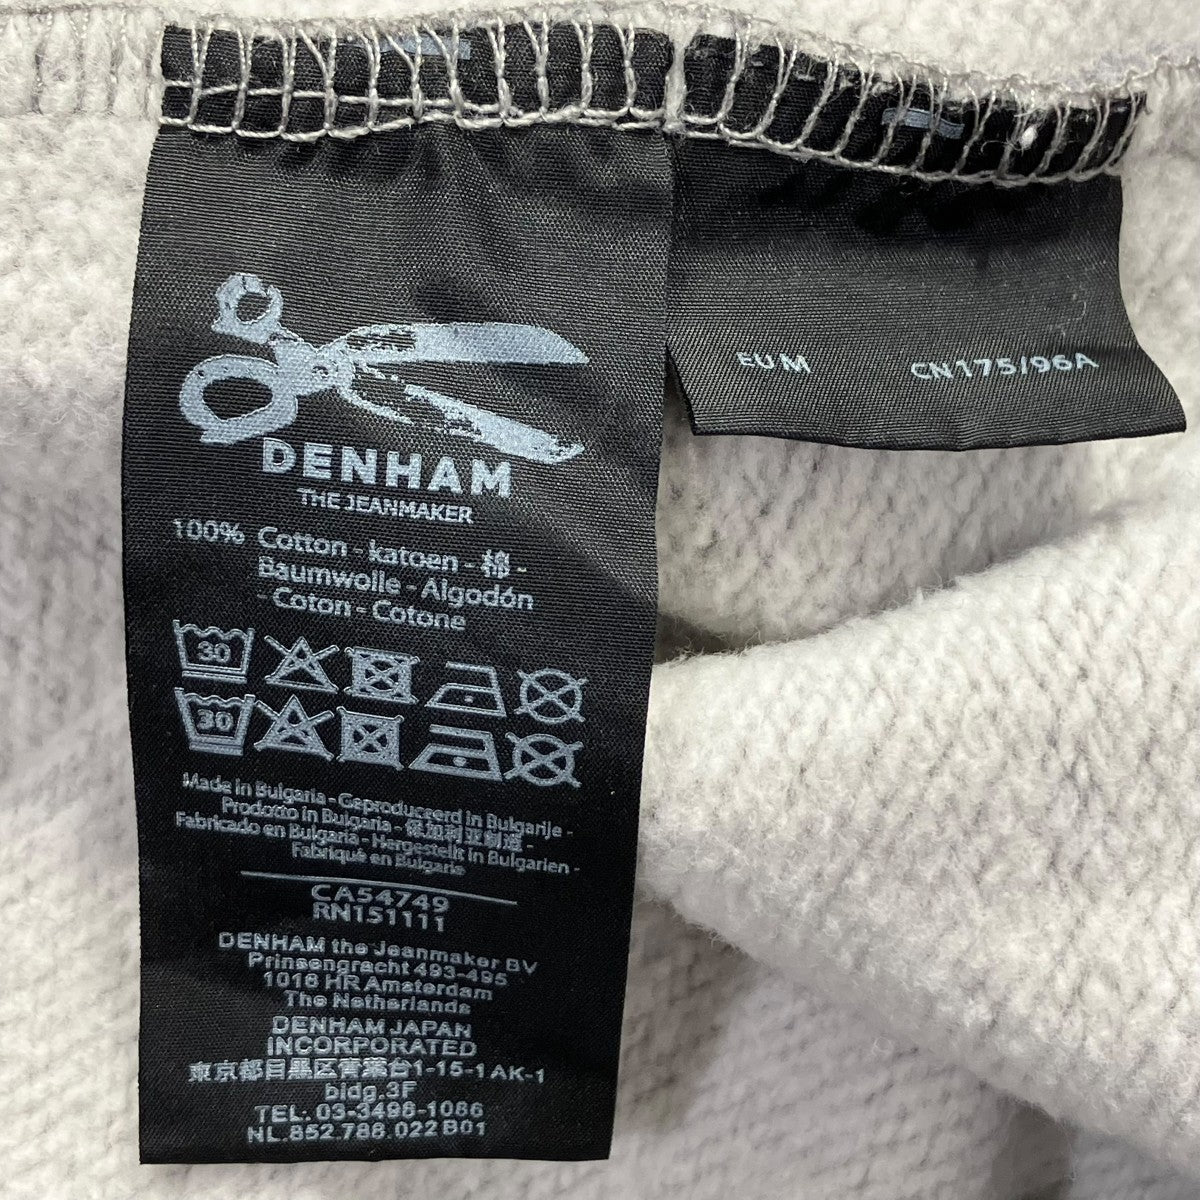 DENHAM
THE JEANMAKER
100% Cotton - katoen - 棉 -
Baumwolle - Algodón
- Coton - Cotone
30
30
Made in Bulgaria - Geproduceerd in Bulgarije -
Prodotto in Bulgaria - 保加利亚制造 -
Fabricado en Bulgaria - Hergestellt in Bulgarien -
Fabriqué en Bulgarie
CA54749
RN151111
DENHAM the Jeanmaker BV
Prinsengracht 493-495
1016 HR Amsterdam
The Netherlands
DENHAM JAPAN
INCORPORATED
東京都目黒区青葉台1-15-1 AK-1
bldg.3F
TEL: 03-3496-1086
NL.852.786.022 B01
EU M CN175/96A